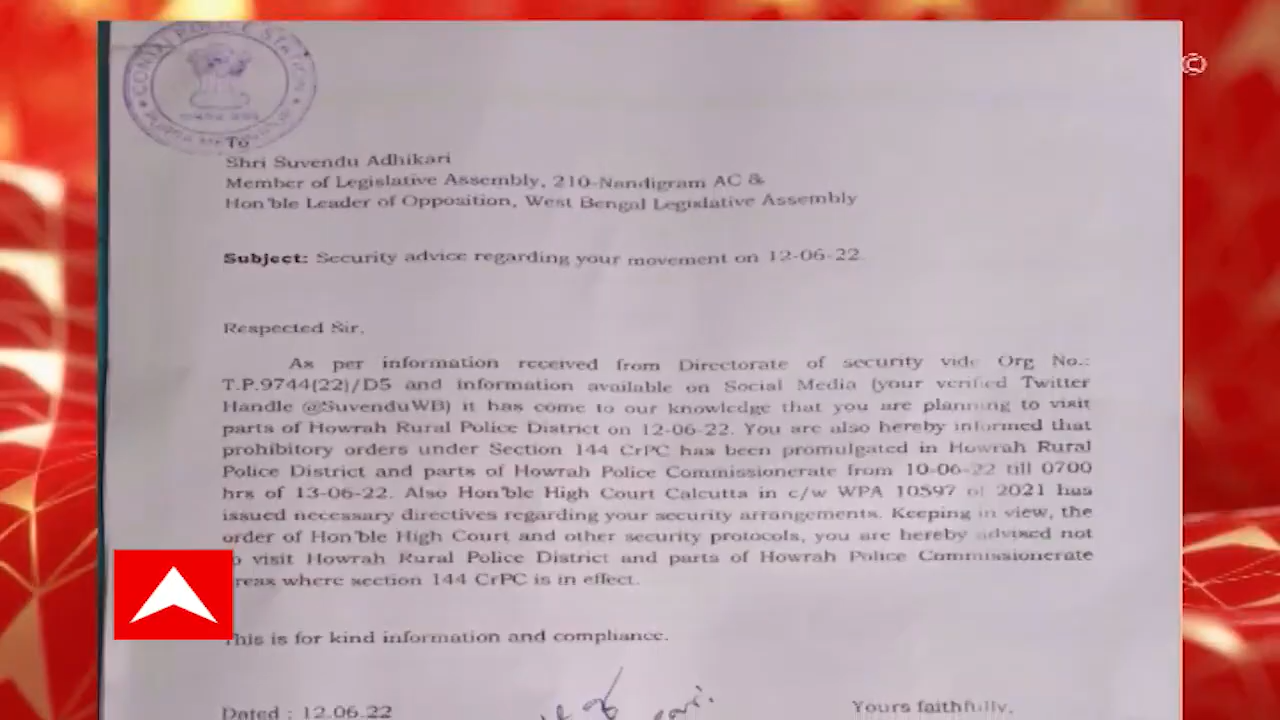 CONTAI POLICE STATION
To
Shri Suvendu Adhikari
Member of Legislative Assembly, 210-Nandigram AC &
Hon'ble Leader of Opposition, West Bengal Legislative Assembly
Subject: Security advice regarding your movement on 12-06-22.
Respected Sir,
As per information received from Directorate of security vide Org No.:
T.P.9744(22)/D5 and information available on Social Media (your verified Twitter
Handle @SuvenduWB) it has come to our knowledge that you are planning to visit
parts of Howrah Rural Police District on 12-06-22. You are also hereby informed that
prohibitory orders under Section 144 CrPC has been promulgated in Howrah Rural
Police District and parts of Howrah Police Commissionerate from 10-06-22 till 0700
hrs of 13-06-22. Also Hon'ble High Court Calcutta in c/w WPA 10597 of 2021 has
issued necessary directives regarding your security arrangements. Keeping in view, the
order of Hon'ble High Court and other security protocols, you are hereby advised not
visit Howrah Rural Police District and parts of Howrah Police Commissionerate
areas where section 144 CrPC is in effect.
This is for kind information and compliance.
Dated : 12.06.22
Yours faithfully,